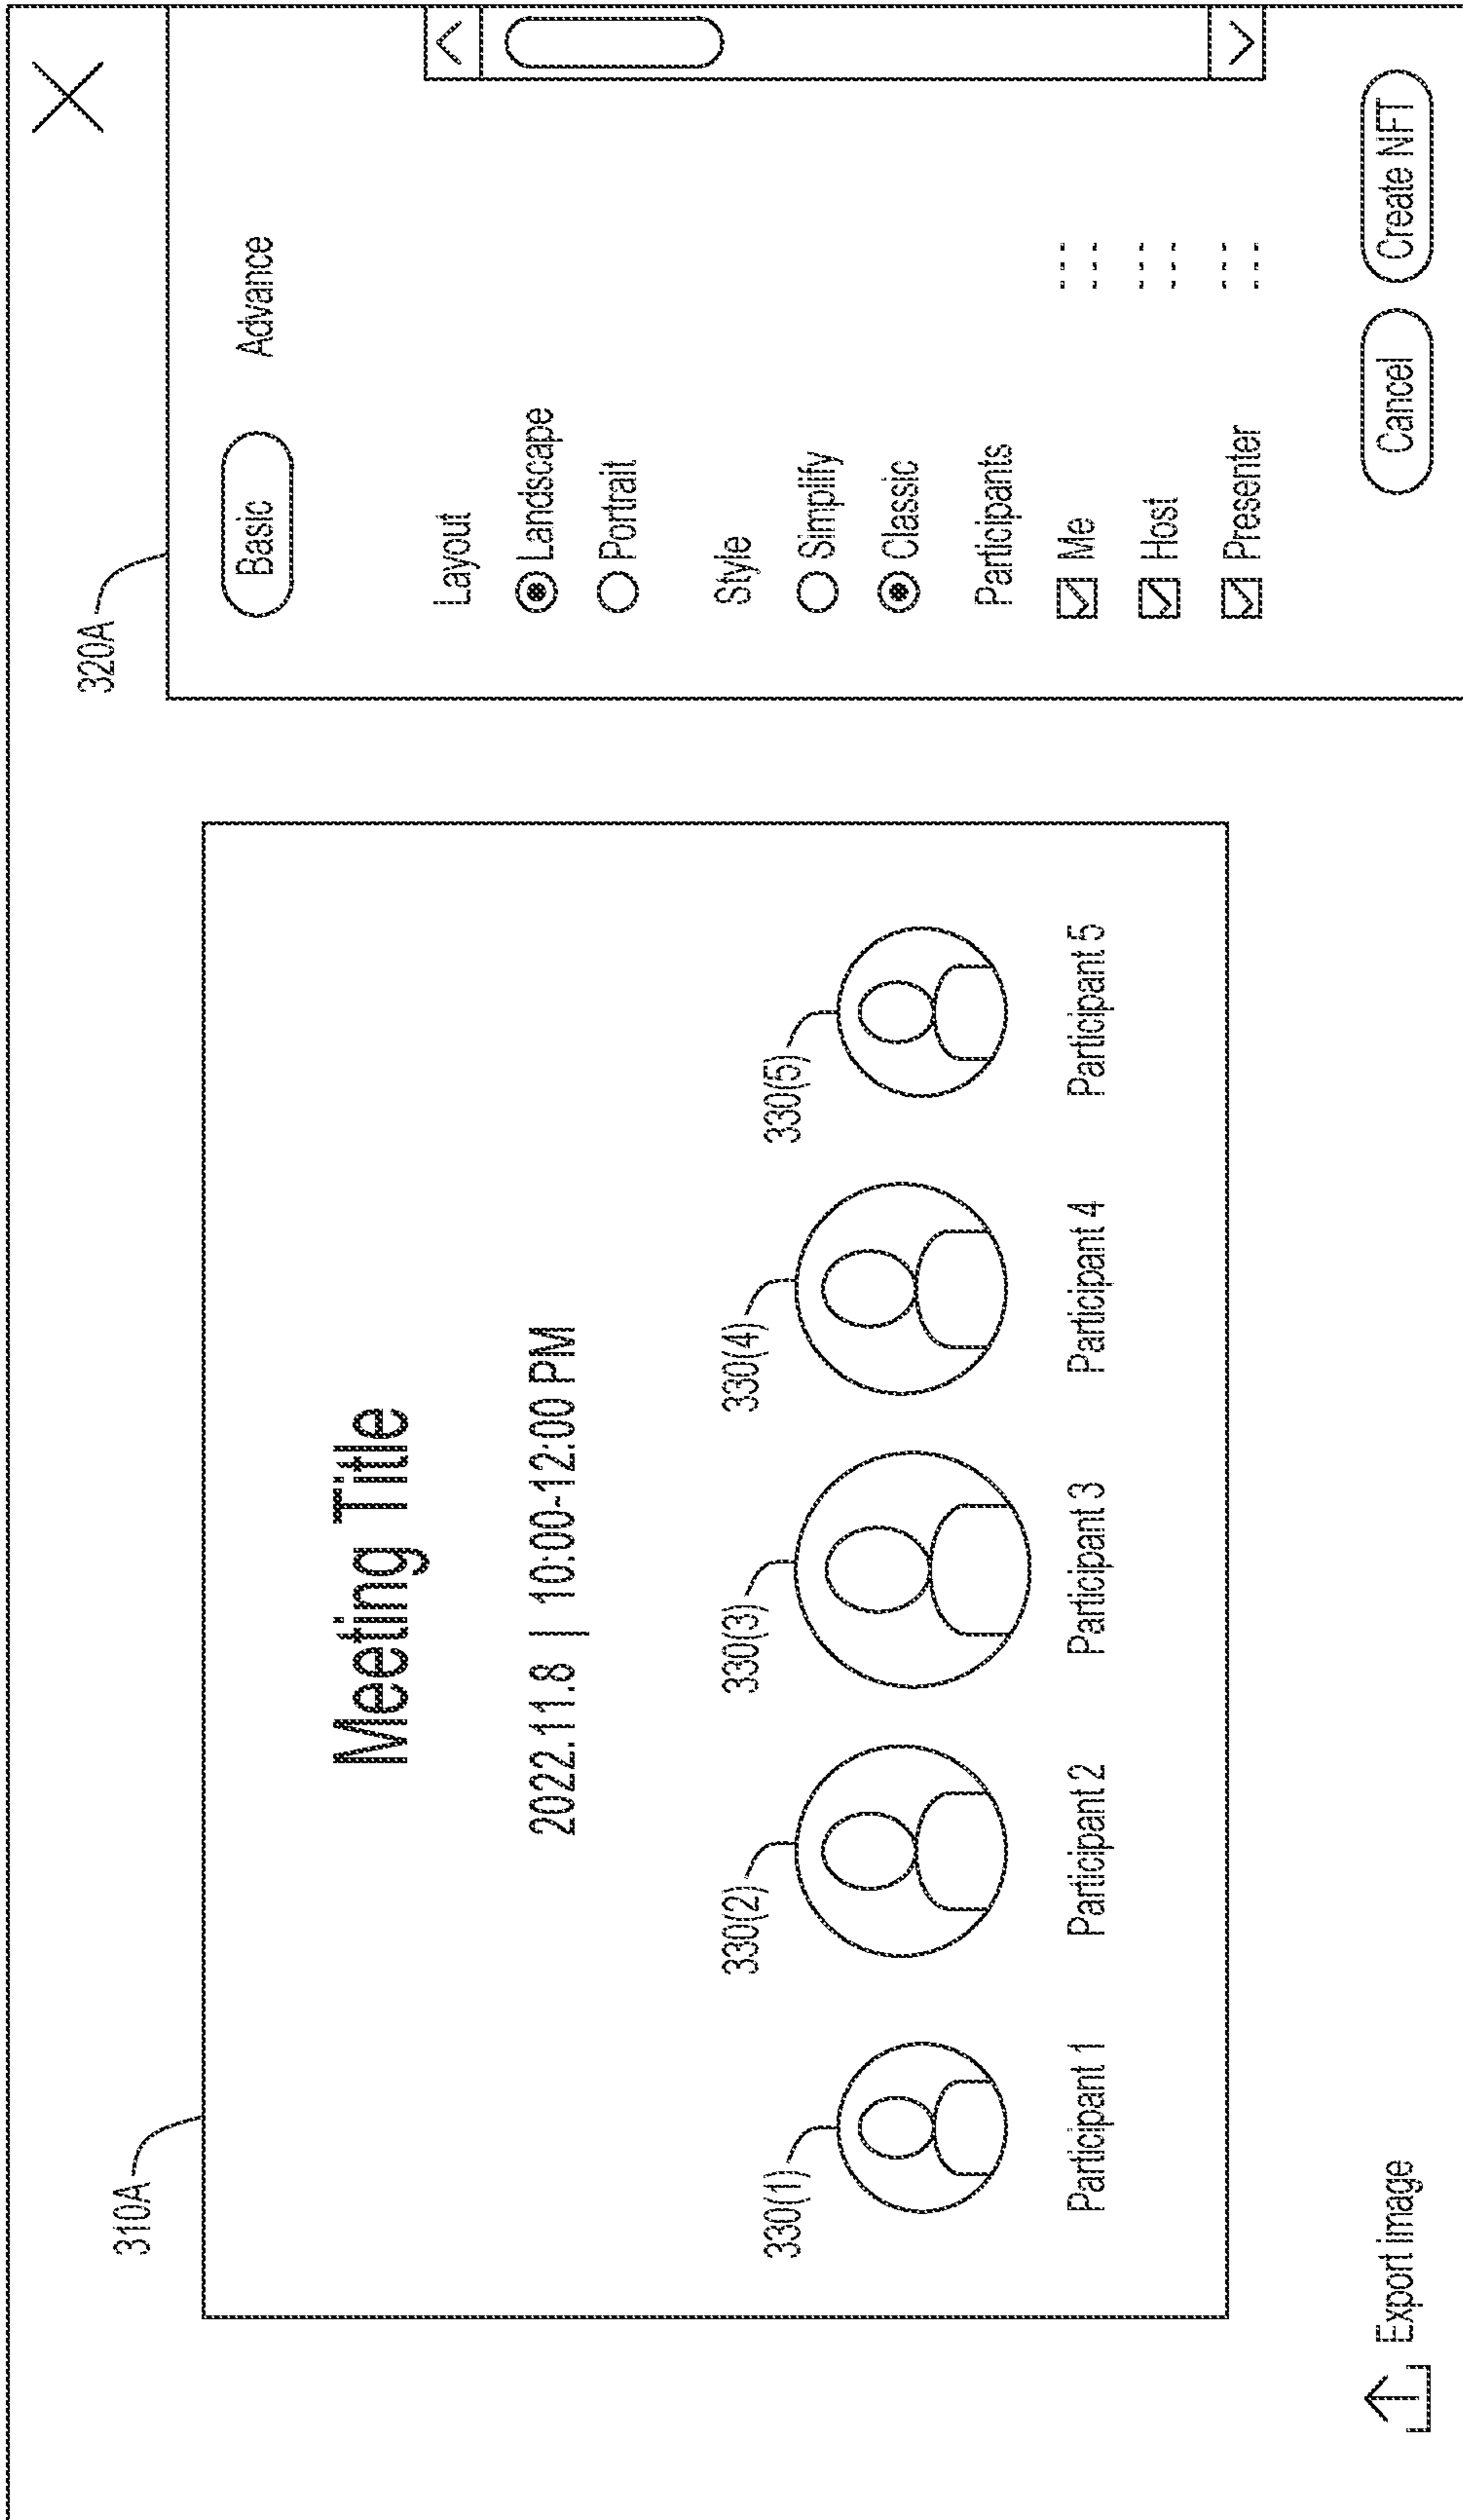 310A
Meeting Title
2022.11.8 | 10:00-12:00 PM
330(1)
330(2)
330(3)
330(4)
330(5)
Participant 1
Participant 2
Participant 3
Participant 4
Participant 5
Export image
320A
Basic
Advance
Layout
Landscape
Portrait
Style
Simplify
Classic
Participants
Me
Host
Presenter
Cancel
Create NFT